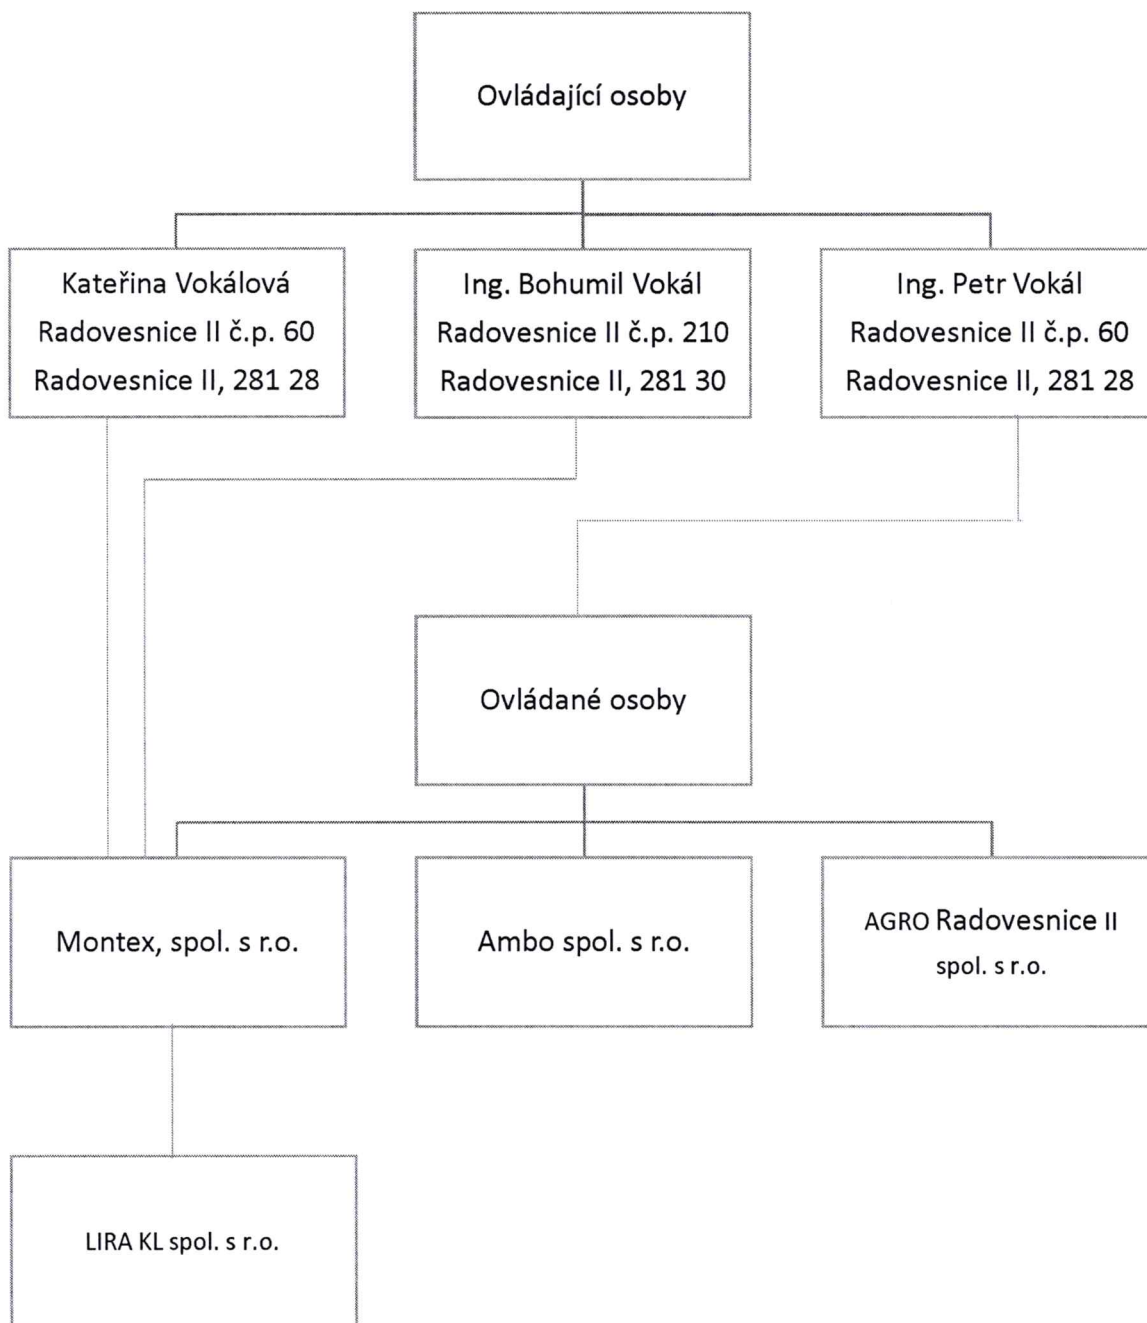 Ovládající osoby
Kateřina Vokálová
Radovesnice II č.p. 60
Radovesnice II, 281 28
Ing. Bohumil Vokál
Radovesnice II č.p. 210
Radovesnice II, 281 30
Ing. Petr Vokál
Radovesnice II č.p. 60
Radovesnice II, 281 28
Ovládané osoby
Montex, spol. s r.o.
Ambo spol. s r.o.
AGRO Radovesnice II
spol. s r.o.
LIRA KL spol. s r.o.